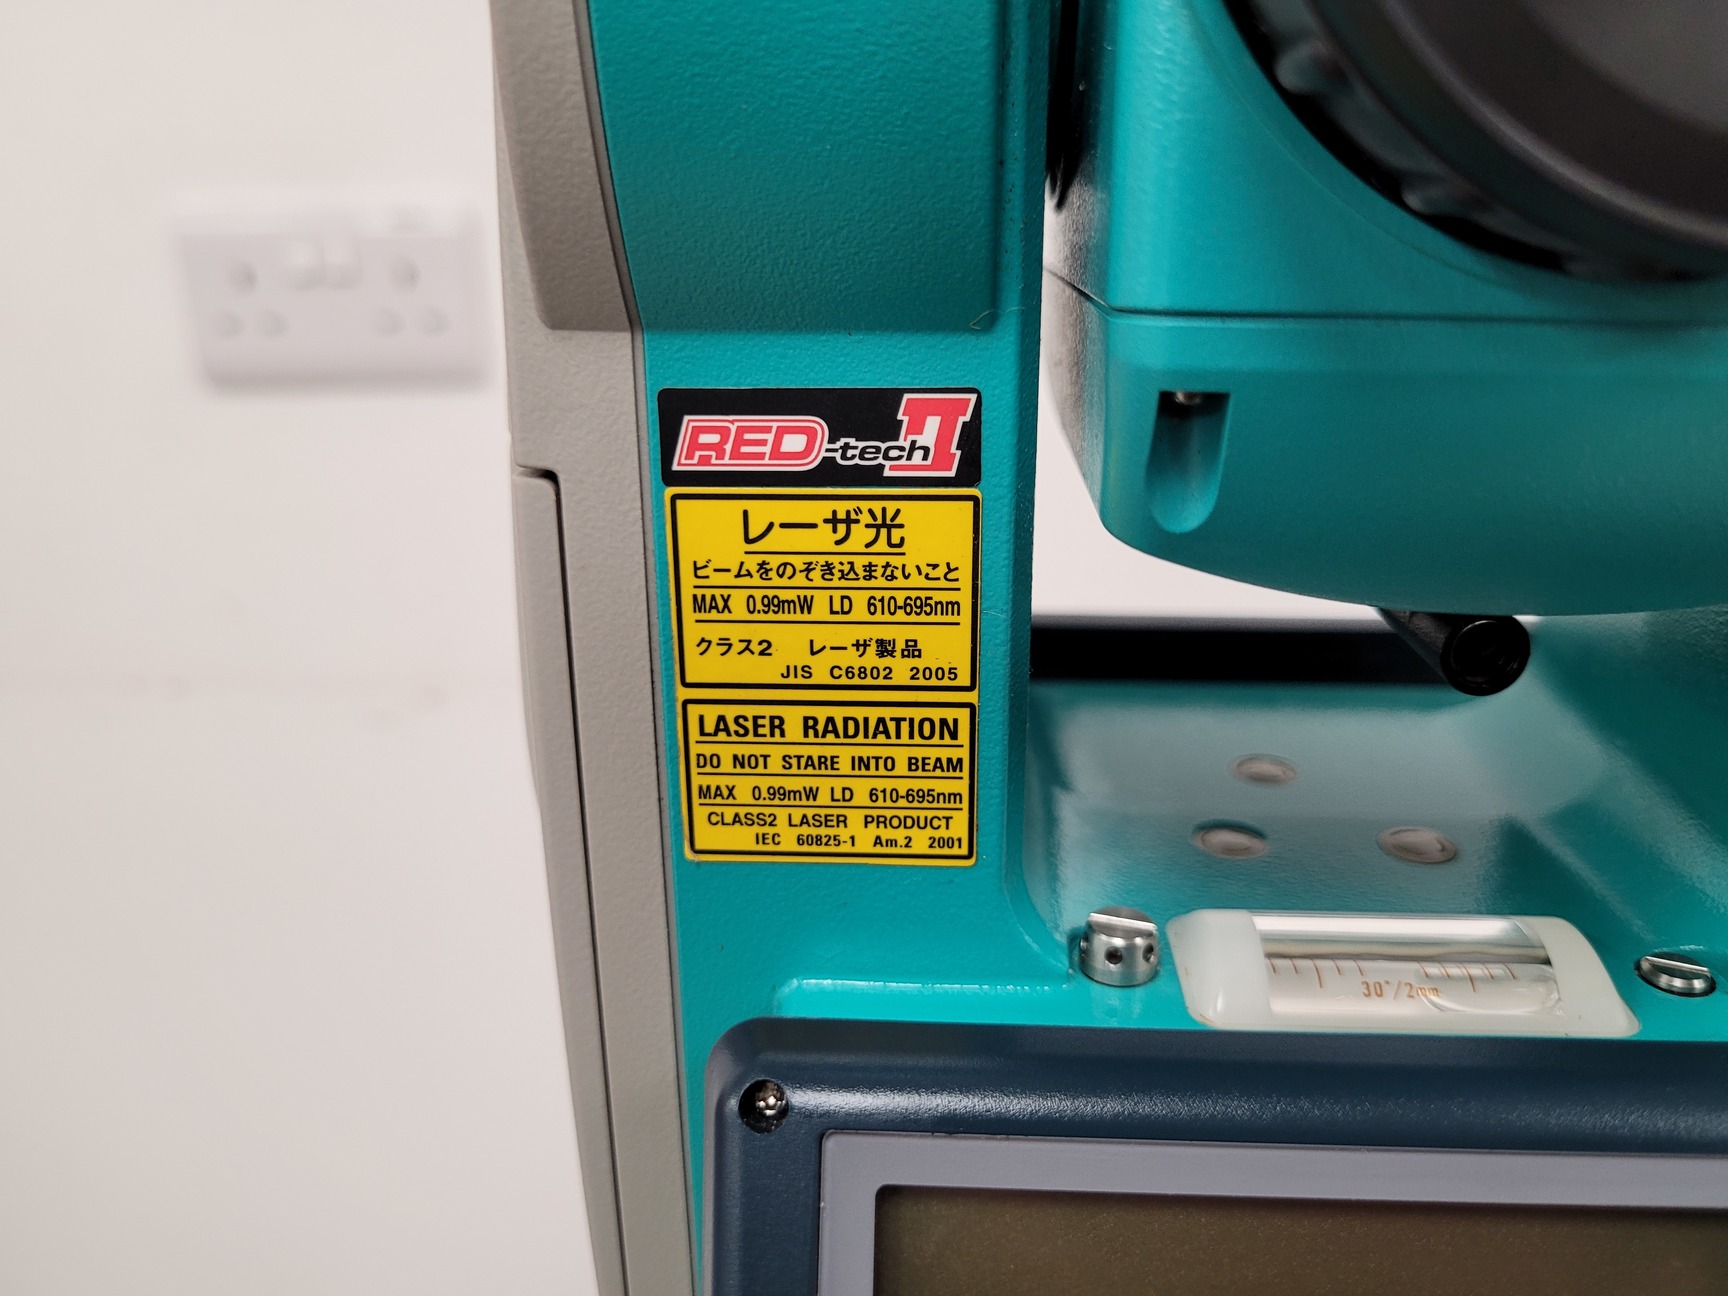 RED-tech II
レーザ光
ビームをのぞき込まないこと
MAX 0.99mW LD 610-695nm
クラス2 レーザ製品
JIS C6802 2005
LASER RADIATION
DO NOT STARE INTO BEAM
MAX 0.99mW LD 610-695nm
CLASS2 LASER PRODUCT
IEC 60825-1 Am.2 2001
30"/2mm